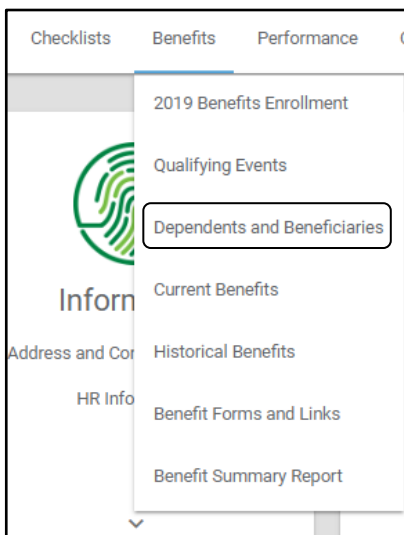 Checklists Benefits Performance
2019 Benefits Enrollment
Qualifying Events
Dependents and Beneficiaries
Inforn
Current Benefits
Address and Cor
Historical Benefits
HR Info
Benefit Forms and Links
Benefit Summary Report